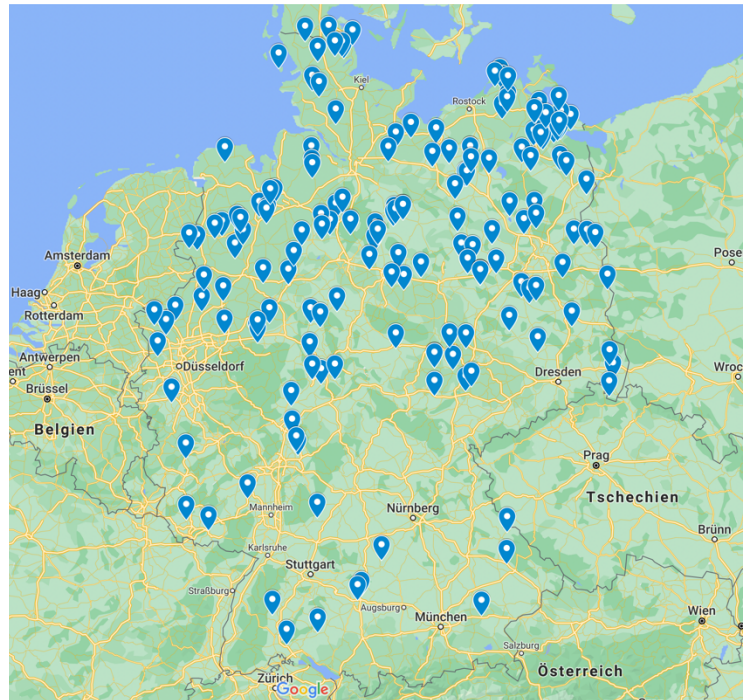 Kiel
Rostock
Amsterdam
Haag
Rotterdam
Pose
Antwerpen
ent
Düsseldorf
Brüssel
Dresden
Wroc
Belgien
Prag
Tschechien
Mannheim
Nürnberg
Brünn
Karlsruhe
Stuttgart
Straßburg
Augsburg
München
Wien
Salzburg
Österreich
Zürich
Google